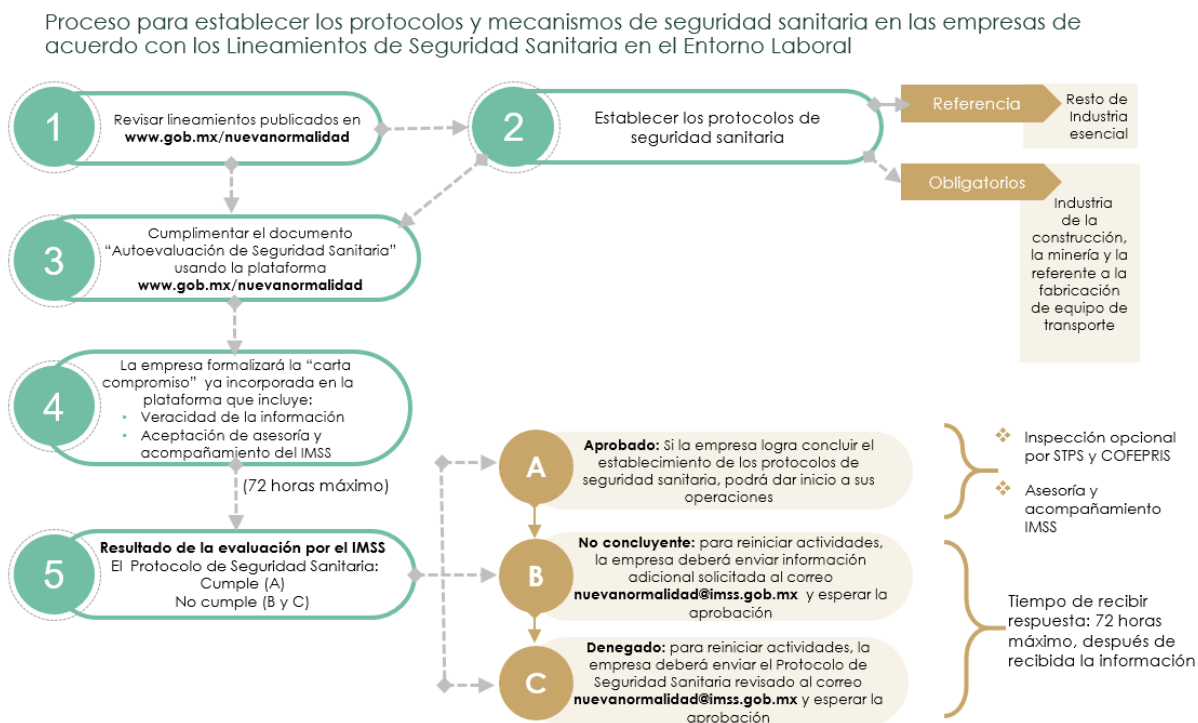 Proceso para establecer los protocolos y mecanismos de seguridad sanitaria en las empresas de
acuerdo con los Lineamientos de Seguridad Sanitaria en el Entorno Laboral
1
Revisar lineamientos publicados en
www.gob.mx/nuevanormalidad
2
Establecer los protocolos de
seguridad sanitaria
Referencia
Resto de
Industria
esencial
Obligatorios
Industria
de la
construcción,
la minería y la
referente a la
fabricación
de equipo de
transporte
3
Cumplimentar el documento
“Autoevaluación de Seguridad Sanitaria”
usando la plataforma
www.gob.mx/nuevanormalidad
4
La empresa formalizará la “carta
compromiso” ya incorporada en la
plataforma que incluye:
• Veracidad de la información
• Aceptación de asesoría y
acompañamiento del IMSS
(72 horas máximo)
5
Resultado de la evaluación por el IMSS
El Protocolo de Seguridad Sanitaria:
Cumple (A)
No cumple (B y C)
A
Aprobado: Si la empresa logra concluir el
establecimiento de los protocolos de
seguridad sanitaria, podrá dar inicio a sus
operaciones
B
No concluyente: para reiniciar actividades,
la empresa deberá enviar información
adicional solicitada al correo
nuevanormalidad@imss.gob.mx y esperar la
aprobación
C
Denegado: para reiniciar actividades, la
empresa deberá enviar el Protocolo de
Seguridad Sanitaria revisado al correo
nuevanormalidad@imss.gob.mx y esperar la
aprobación
Inspección opcional
por STPS y COFEPRIS
Asesoría y
acompañamiento
IMSS
Tiempo de recibir
respuesta: 72 horas
máximo, después de
recibida la información